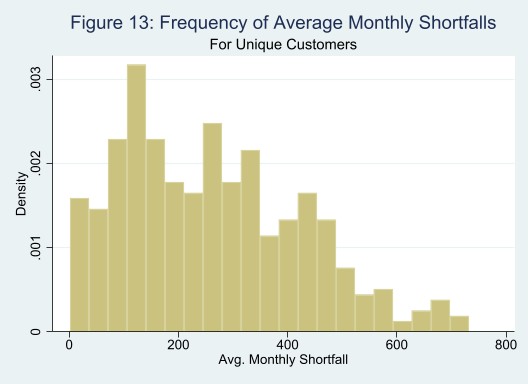 Figure 13: Frequency of Average Monthly Shortfalls
For Unique Customers
.003
.002
.001
0
Density
0 200 400 600 800
Avg. Monthly Shortfall